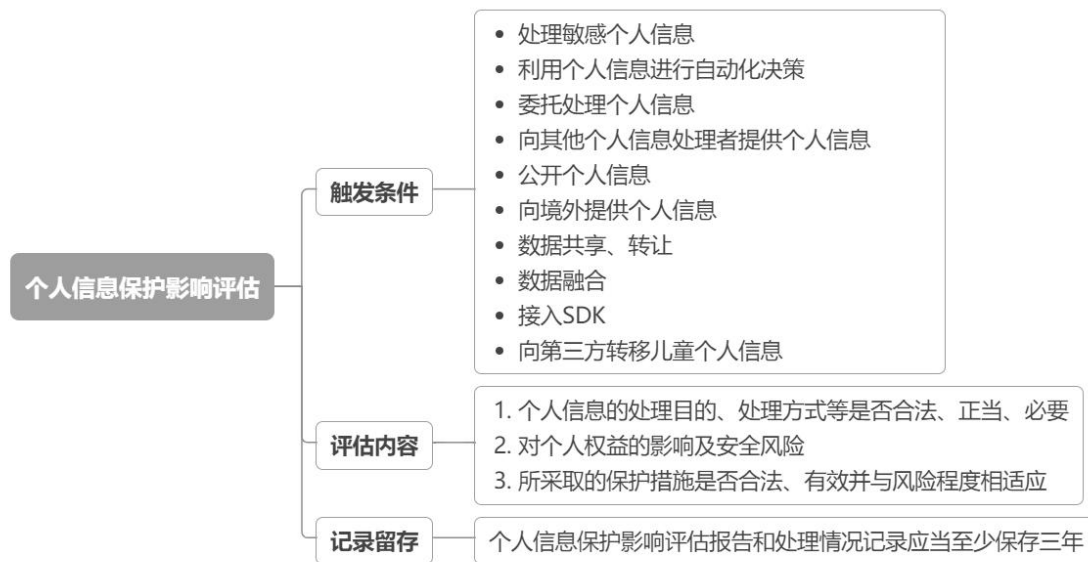 个人信息保护影响评估
触发条件
• 处理敏感个人信息
• 利用个人信息进行自动化决策
• 委托处理个人信息
• 向其他个人信息处理者提供个人信息
• 公开个人信息
• 向境外提供个人信息
• 数据共享、转让
• 数据融合
• 接入SDK
• 向第三方转移儿童个人信息
评估内容
1. 个人信息的处理目的、处理方式等是否合法、正当、必要
2. 对个人权益的影响及安全风险
3. 所采取的保护措施是否合法、有效并与风险程度相适应
记录留存
个人信息保护影响评估报告和处理情况记录应当至少保存三年